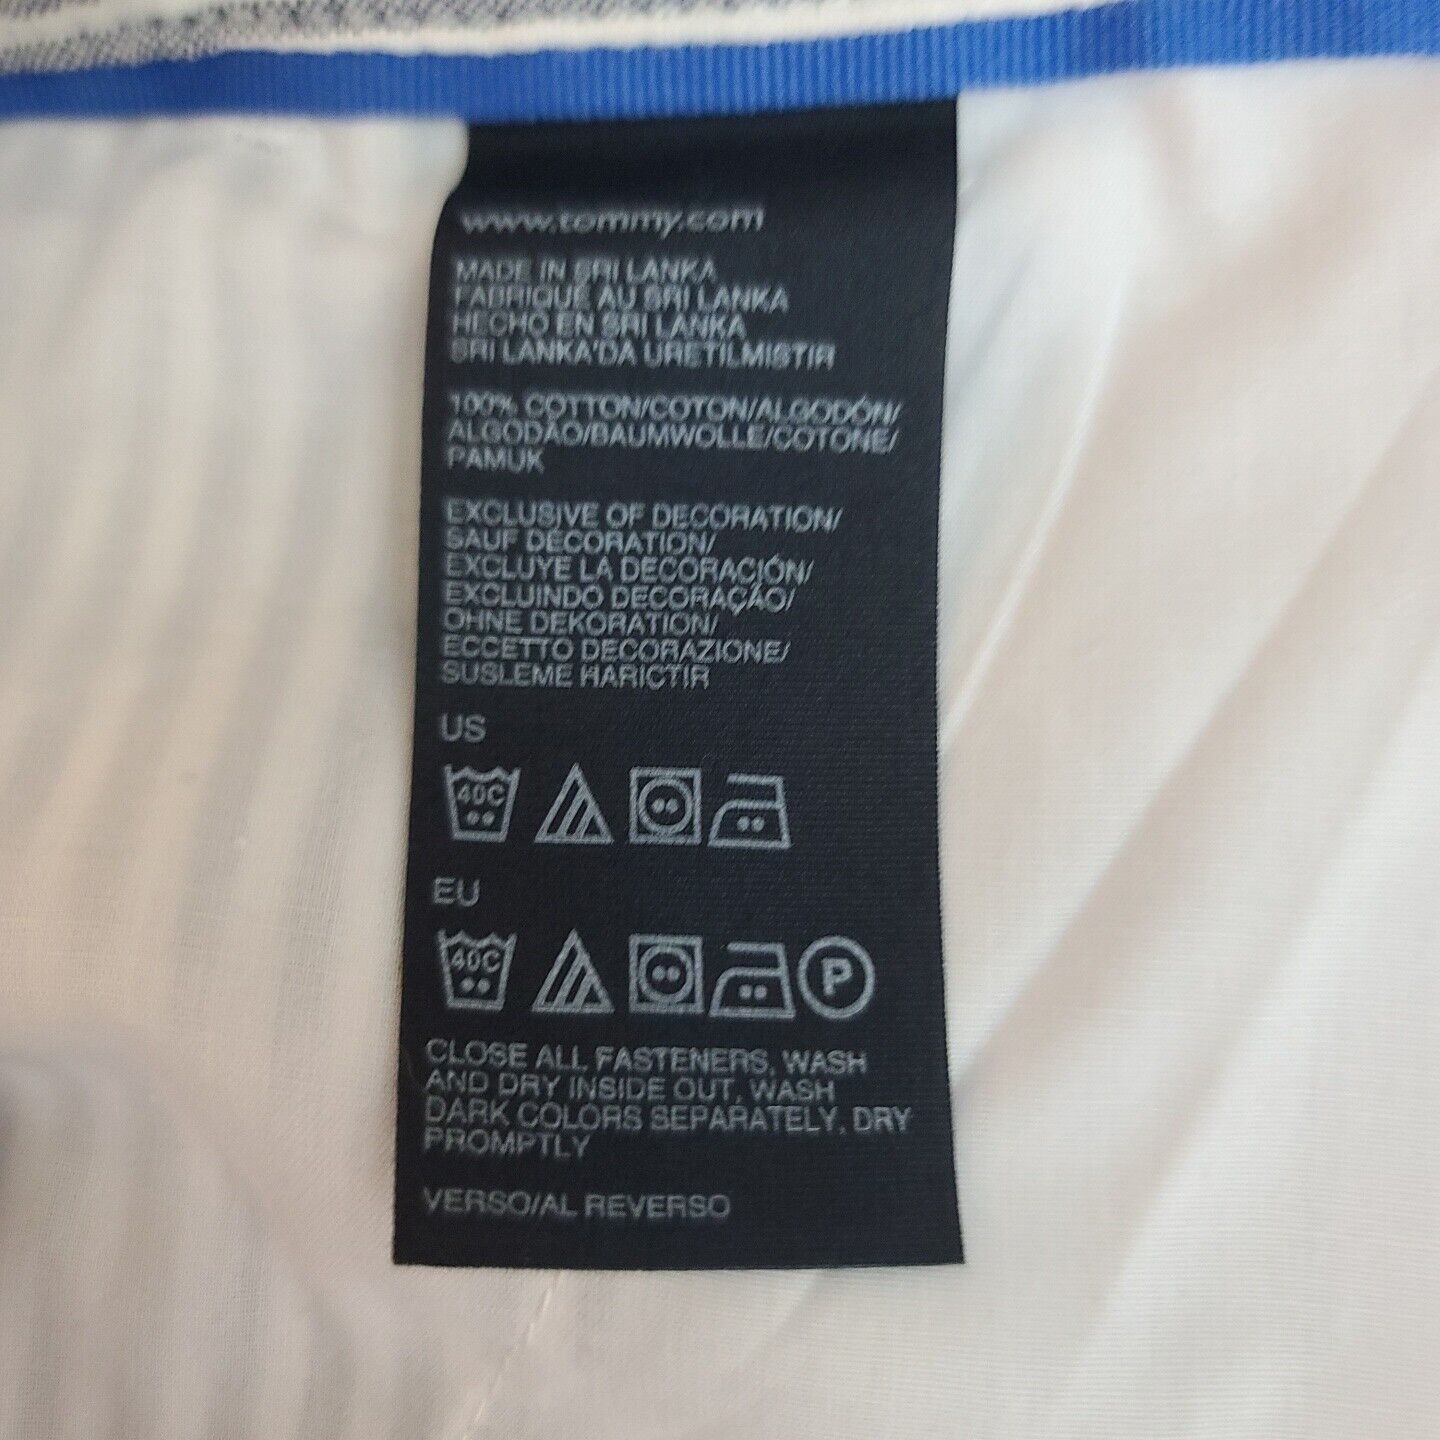 www.tommy.com
MADE IN SRI LANKA
FABRIQUÉ AU SRI LANKA
HECHO EN SRI LANKA
SRI LANKA'DA URETILMISTIR
100% COTTON/COTON/ALGODÓN/
ALGODÃO/BAUMWOLLE/COTONE/
PAMUK
EXCLUSIVE OF DECORATION/
SAUF DÉCORATION/
EXCLUYE LA DECORACIÓN/
EXCLUINDO DECORAÇÃO/
OHNE DEKORATION/
ECCETTO DECORAZIONE/
SUSLEME HARICTIR
US
40C
EU
40C P
CLOSE ALL FASTENERS, WASH
AND DRY INSIDE OUT, WASH
DARK COLORS SEPARATELY, DRY
PROMPTLY
VERSO/AL REVERSO